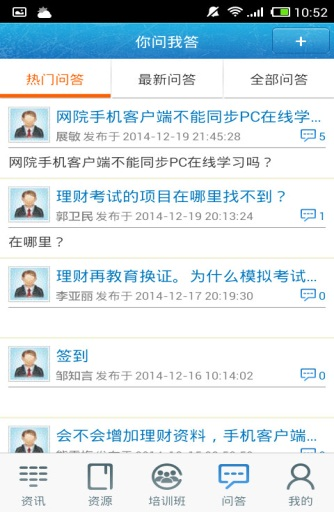 10:52
你问我答
+
热门问答
最新问答
全部问答
网院手机客户端不能同步PC在线学...
展敏 发布于 2014-12-19 21:45:28
5
网院手机客户端不能同步PC在线学习吗？
理财考试的项目在哪里找不到？
郭卫民 发布于 2014-12-19 20:13:24
1
在哪里？
理财再教育换证。为什么模拟考试...
李亚丽 发布于 2014-12-17 20:19:30
0
签到
邹知言 发布于 2014-12-16 10:14:02
0
会不会增加理财资料，手机客户端...
资讯
资源
培训班
问答
我的